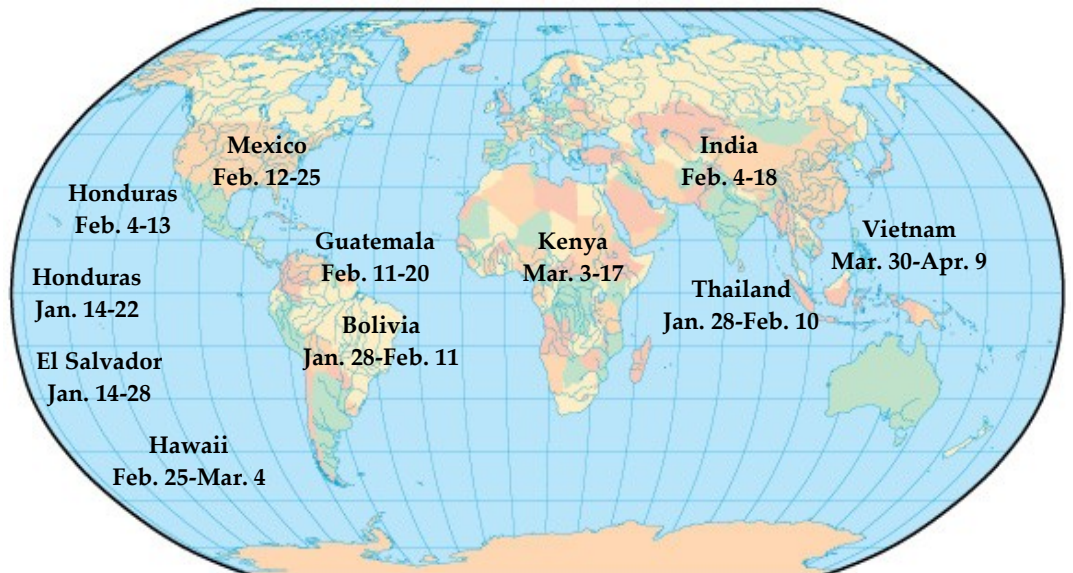 Mexico
Feb. 12-25
India
Feb. 4-18
Honduras
Feb. 4-13
Vietnam
Mar. 30-Apr. 9
Guatemala
Feb. 11-20
Kenya
Mar. 3-17
Honduras
Jan. 14-22
Thailand
Jan. 28-Feb. 10
Bolivia
Jan. 28-Feb. 11
El Salvador
Jan. 14-28
Hawaii
Feb. 25-Mar. 4